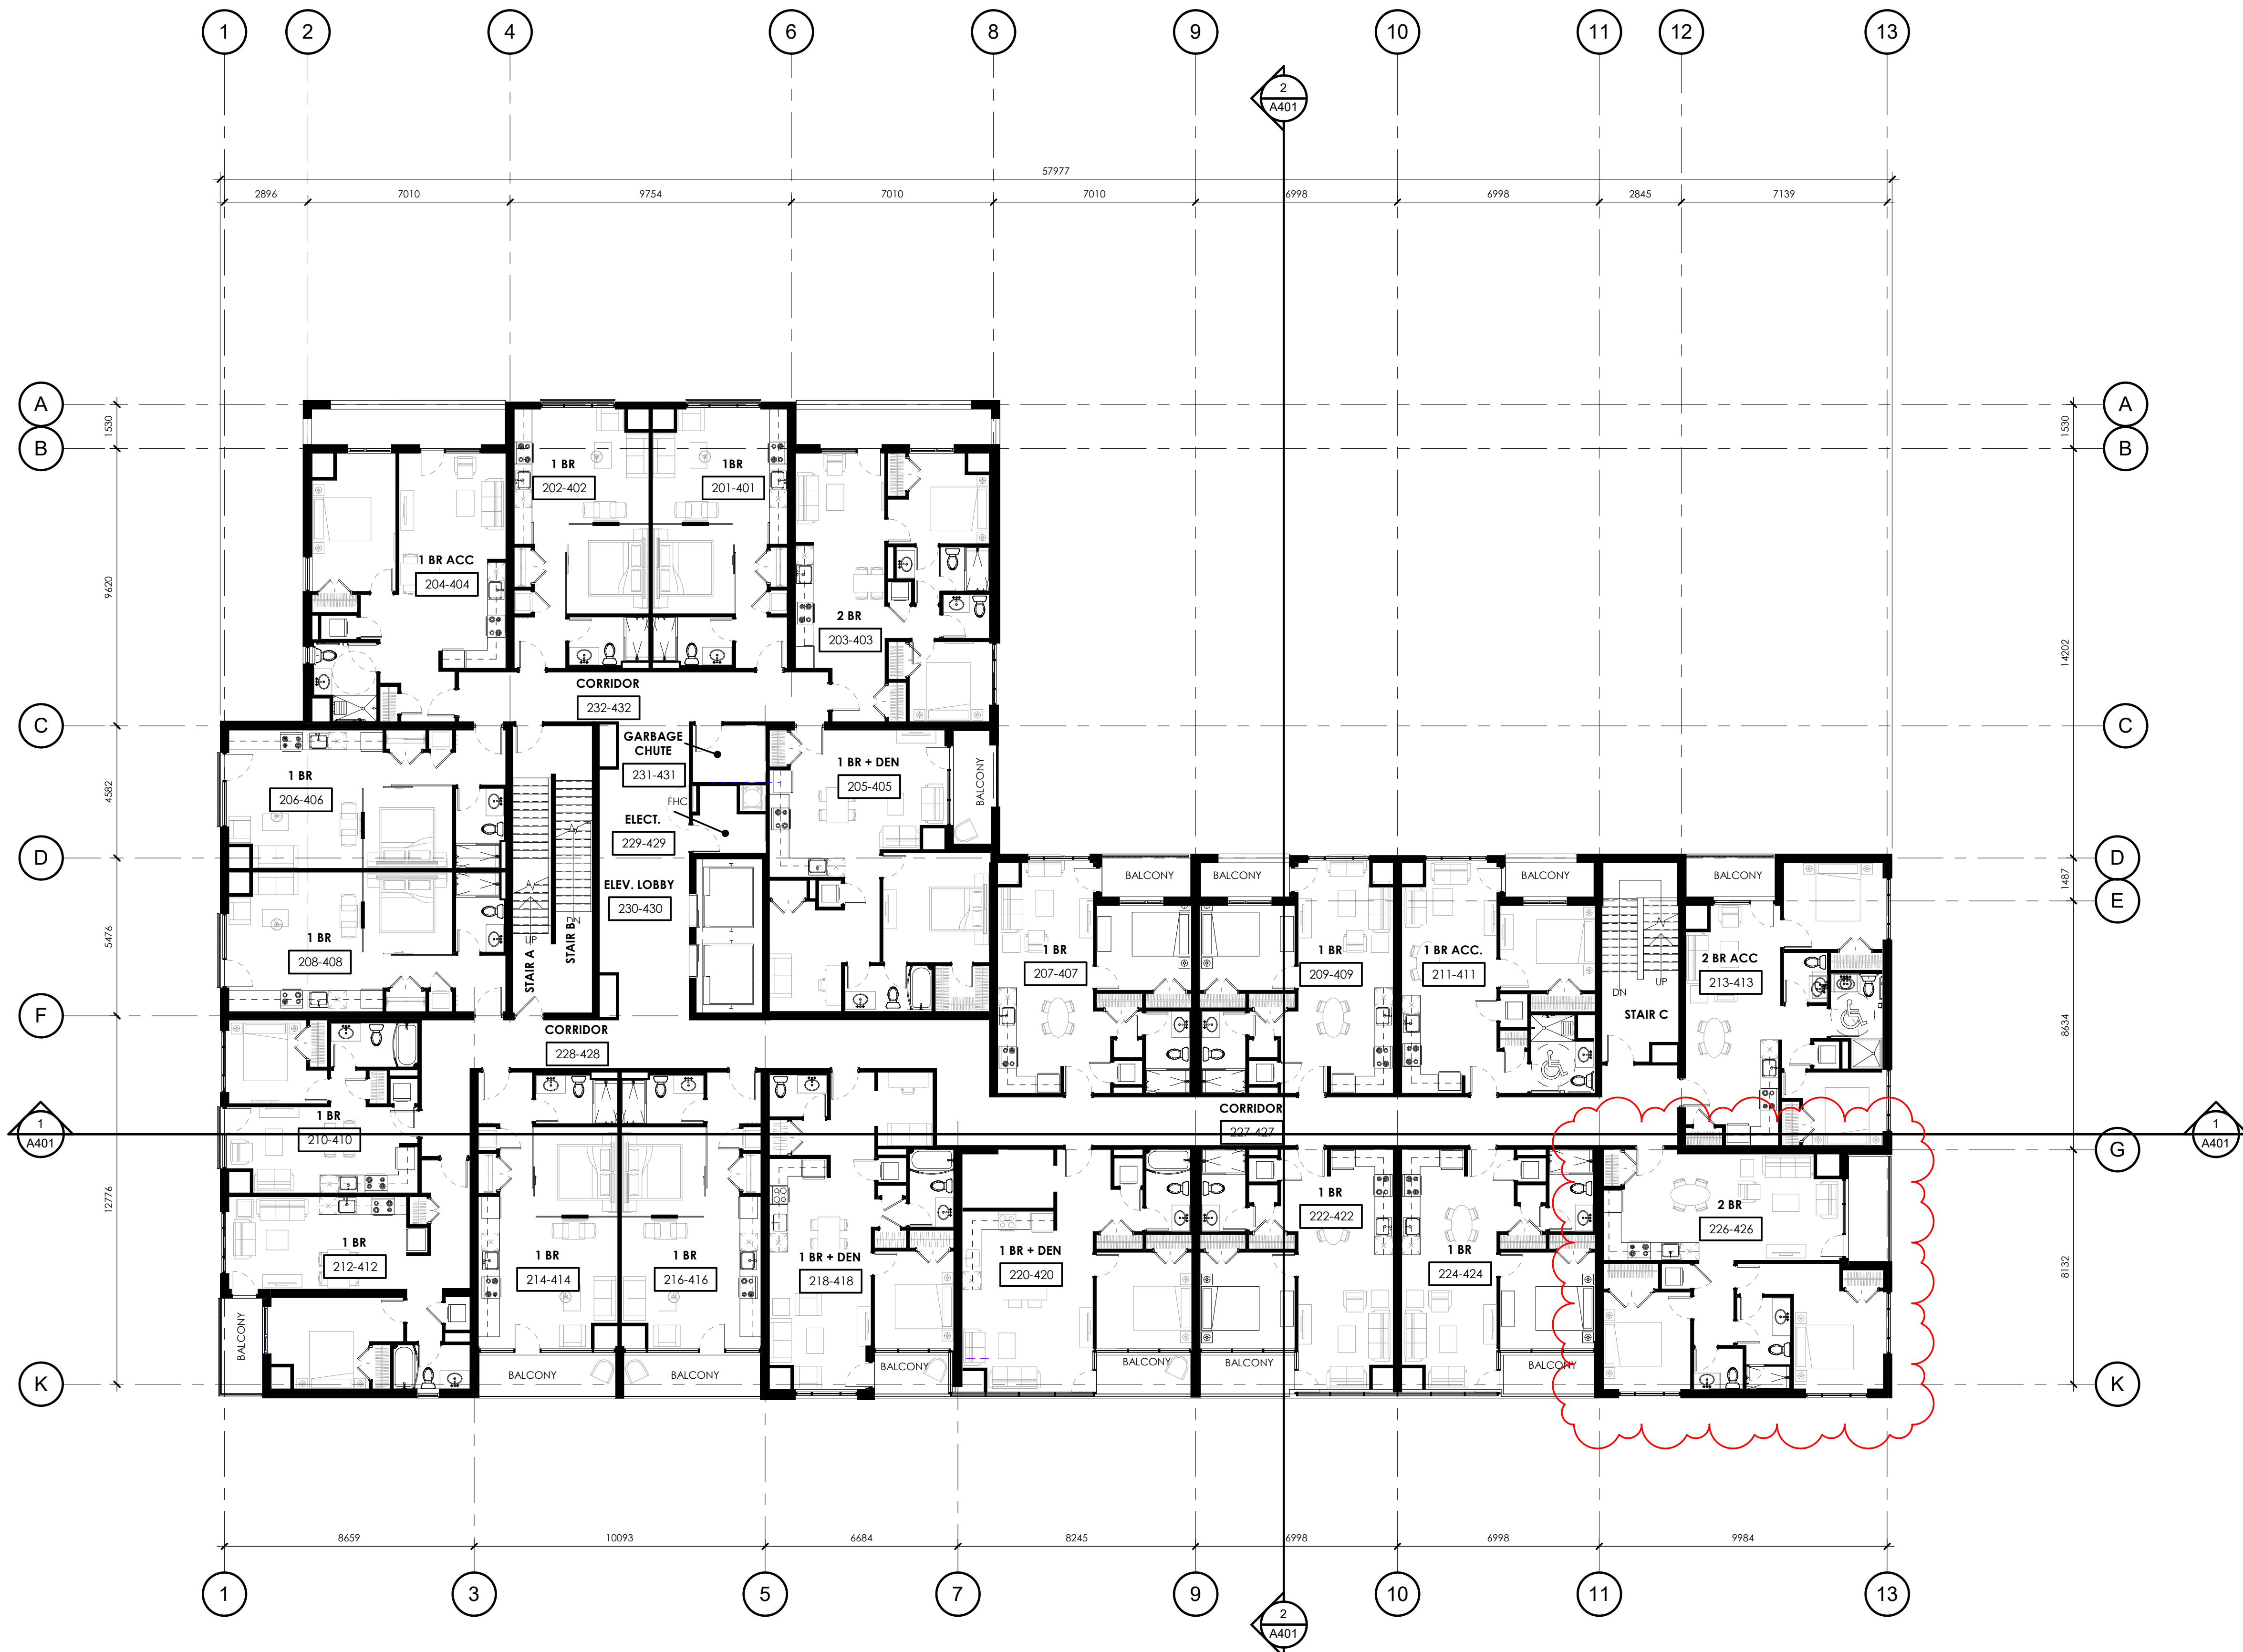 1 2 4 6 8 9 10 11 12 13
2
A401
57977
2896 7010 9754 7010 7010 6998 6998 2845 7139
A A
1530 1530
B B
1 BR
202-402
1BR
201-401
1 BR ACC
204-404
9620
2 BR
203-403
14202
CORRIDOR
232-432
C C
GARBAGE
CHUTE
231-431
1 BR + DEN
205-405
BALCONY
1 BR
206-406
4582
FHC
ELECT.
229-429
D D
ELEV. LOBBY
230-430
BALCONY BALCONY BALCONY BALCONY
1487
E E
5476
1 BR
208-408
UP
STAIR A
STAIR B2
1 BR
207-407
1 BR
209-409
1 BR ACC.
211-411
2 BR ACC
213-413
DN
UP
STAIR C
F
CORRIDOR
228-428
8634
1 BR
210-410
CORRIDOR
227-427
1
A401
1
A401
G
12776
1 BR
212-412
1 BR
214-414
1 BR
216-416
1 BR + DEN
218-418
1 BR + DEN
220-420
1 BR
222-422
1 BR
224-424
2 BR
226-426
8132
BALCONY
BALCONY BALCONY BALCONY BALCONY BALCONY BALCONY
K K
8659 10093 6684 8245 6998 6998 9984
1 3 5 7 9 10 11 13
2
A401